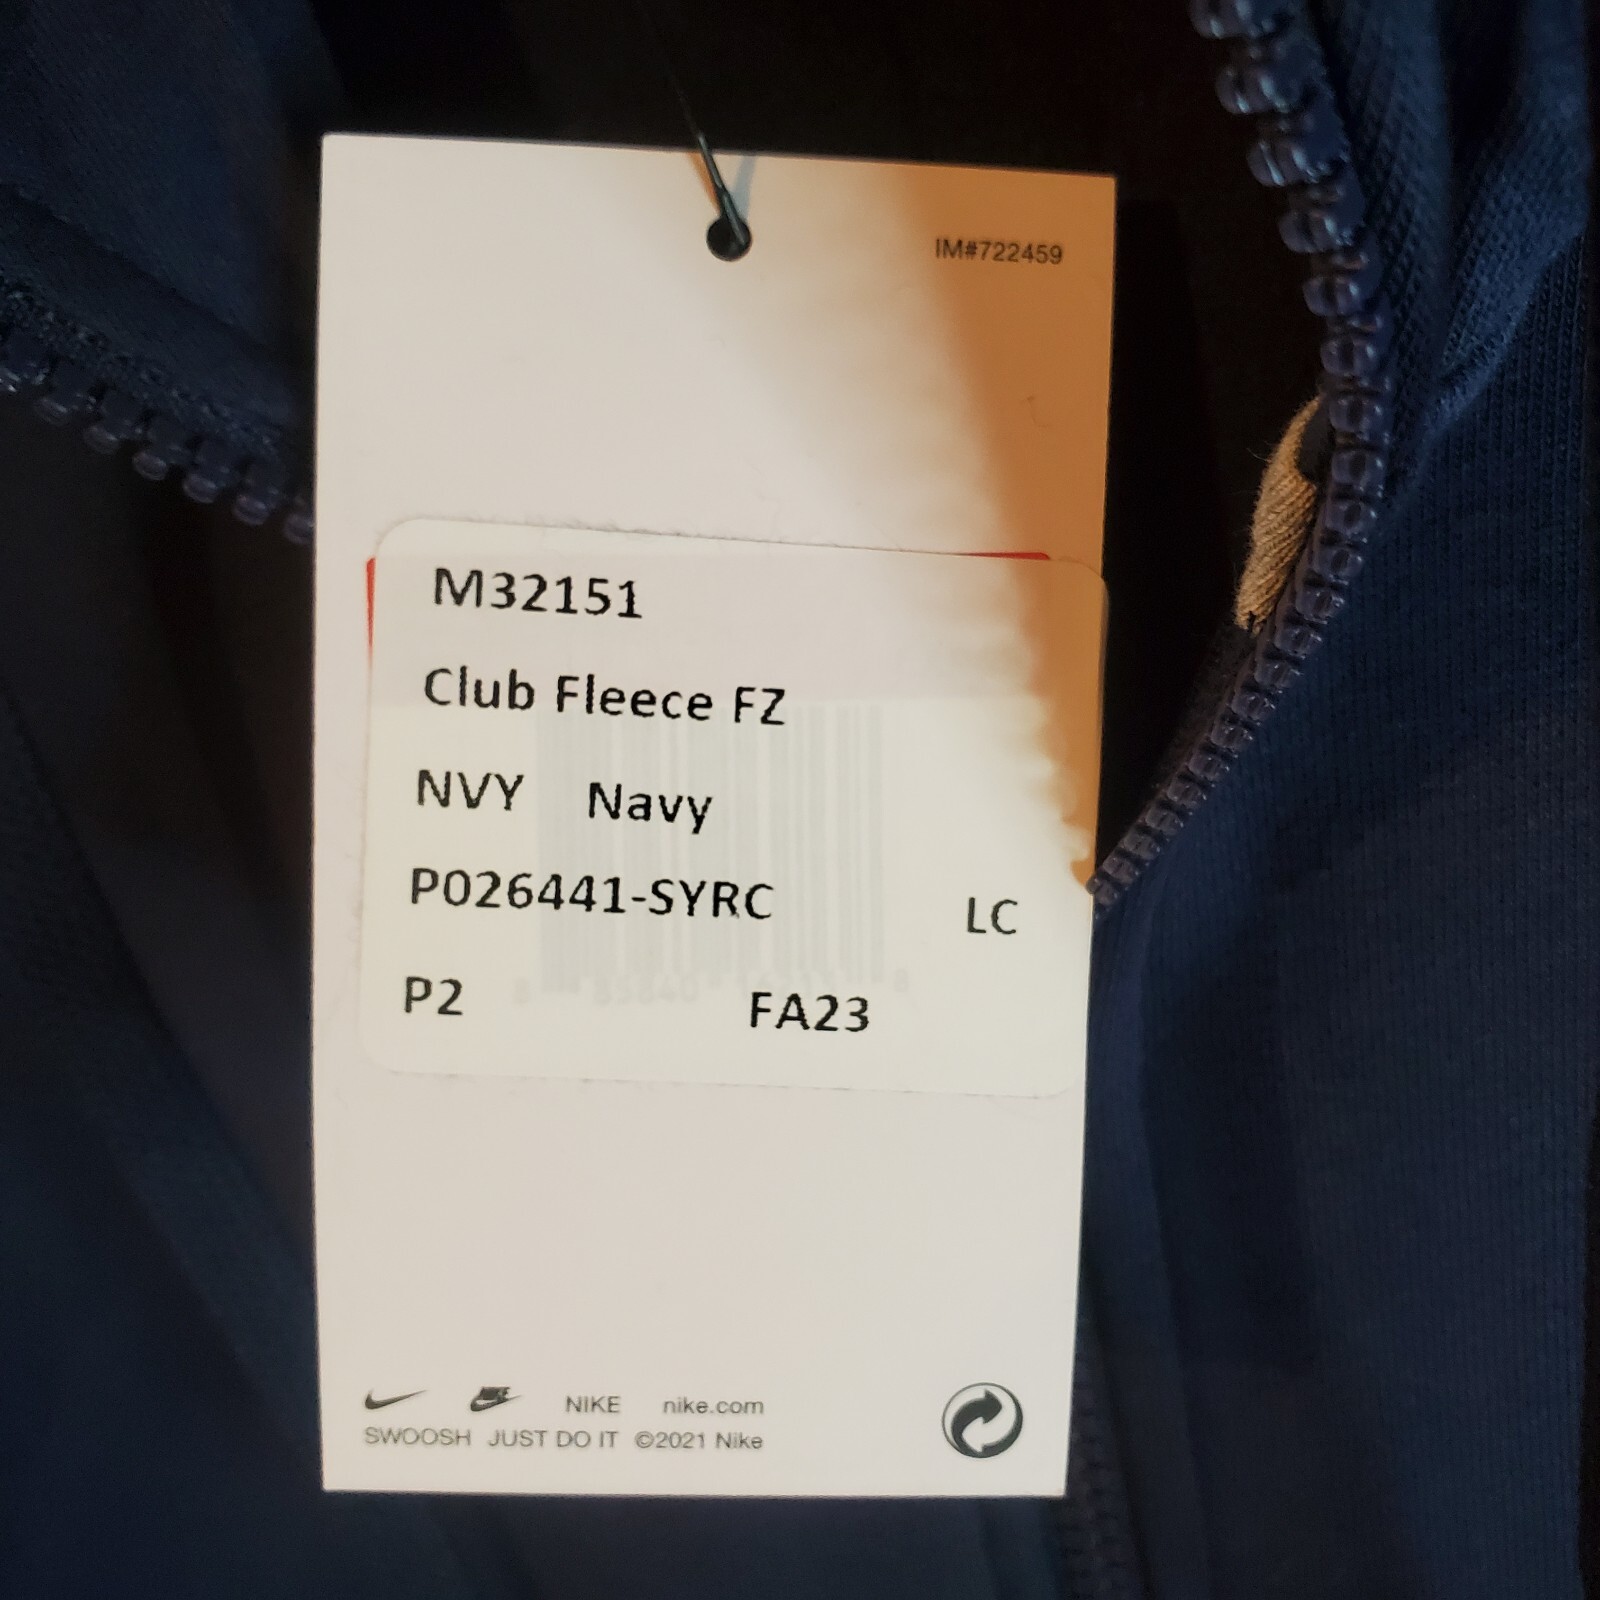 IM#722459
M32151
Club Fleece FZ
NVY Navy
P026441-SYRC LC
P2 FA23
NIKE nike.com
SWOOSH JUST DO IT ©2021 Nike